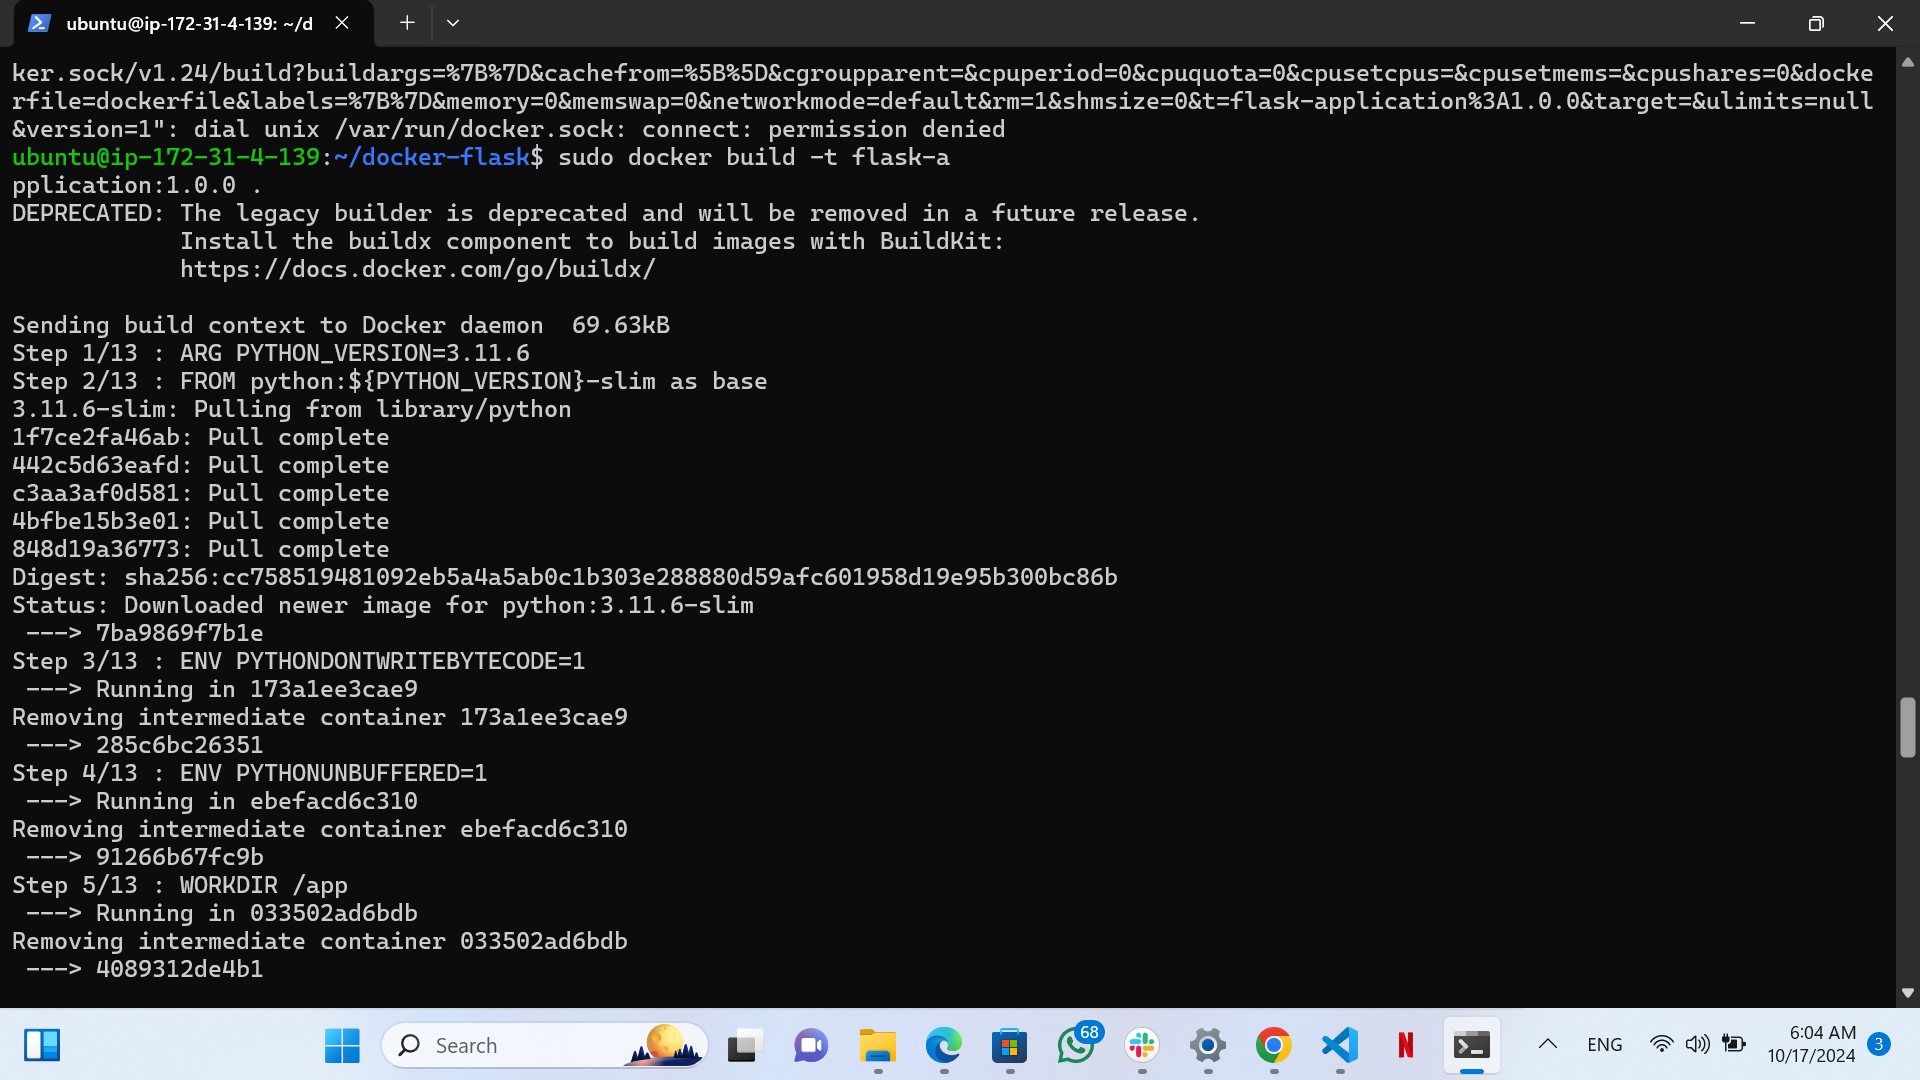 ubuntu@ip-172-31-4-139: ~/d
ker.sock/v1.24/build?buildargs=%7B%7D&cachefrom=%5B%5D&cgroupparent=&cpuperiod=0&cpuquota=0&cpusetcpus=&cpusetmems=&cpushares=0&docke
rfile=dockerfile&labels=%7B%7D&memory=0&memswap=0&networkmode=default&rm=1&shmsize=0&t=flask-application%3A1.0.0&target=&ulimits=null
&version=1": dial unix /var/run/docker.sock: connect: permission denied
ubuntu@ip-172-31-4-139:~/docker-flask$ sudo docker build -t flask-a
pplication:1.0.0 .
DEPRECATED: The legacy builder is deprecated and will be removed in a future release.
            Install the buildx component to build images with BuildKit:
            https://docs.docker.com/go/buildx/

Sending build context to Docker daemon  69.63kB
Step 1/13 : ARG PYTHON_VERSION=3.11.6
Step 2/13 : FROM python:${PYTHON_VERSION}-slim as base
3.11.6-slim: Pulling from library/python
1f7ce2fa46ab: Pull complete
442c5d63eafd: Pull complete
c3aa3af0d581: Pull complete
4bfbe15b3e01: Pull complete
848d19a36773: Pull complete
Digest: sha256:cc758519481092eb5a4a5ab0c1b303e288880d59afc601958d19e95b300bc86b
Status: Downloaded newer image for python:3.11.6-slim
 ---> 7ba9869f7b1e
Step 3/13 : ENV PYTHONDONTWRITEBYTECODE=1
 ---> Running in 173a1ee3cae9
Removing intermediate container 173a1ee3cae9
 ---> 285c6bc26351
Step 4/13 : ENV PYTHONUNBUFFERED=1
 ---> Running in ebefacd6c310
Removing intermediate container ebefacd6c310
 ---> 91266b67fc9b
Step 5/13 : WORKDIR /app
 ---> Running in 033502ad6bdb
Removing intermediate container 033502ad6bdb
 ---> 4089312de4b1
Search
68
N
ENG
6:04 AM
10/17/2024
3